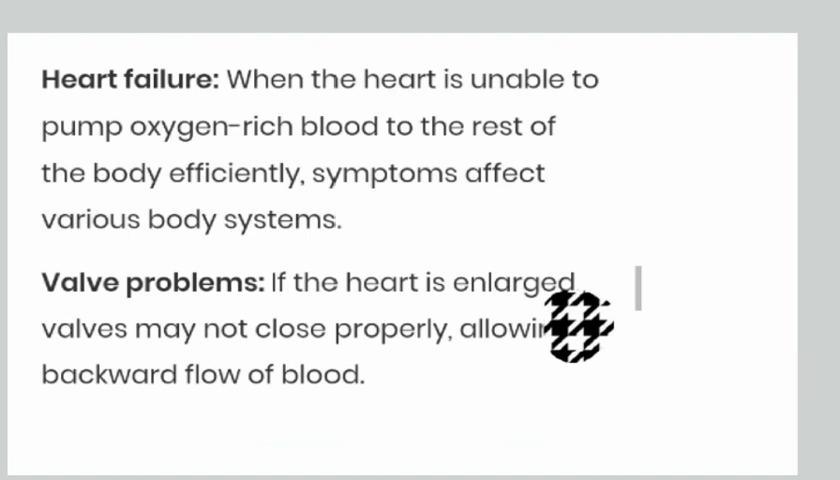 Heart failure: When the heart is unable to
pump oxygen-rich blood to the rest of
the body efficiently, symptoms affect
various body systems.
Valve problems: If the heart is enlarged
valves may not close properly,
backward flow of blood.